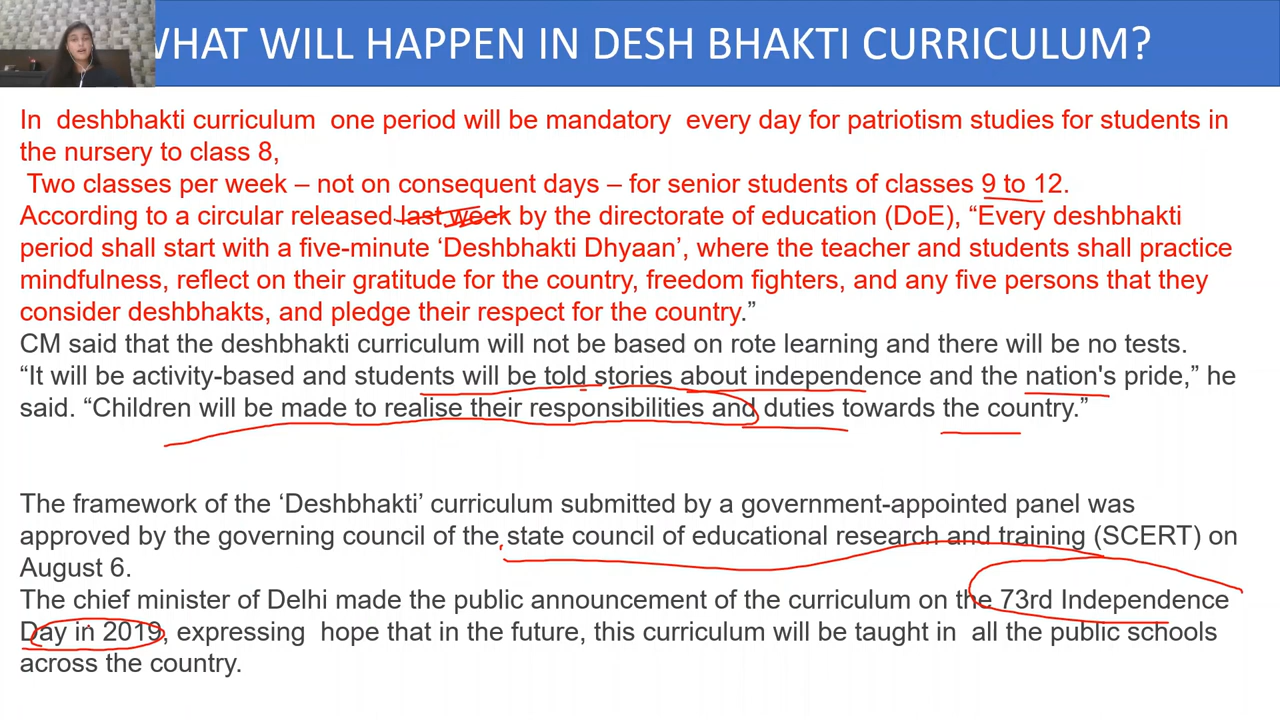 WHAT WILL HAPPEN IN DESH BHAKTI CURRICULUM?
In deshbhakti curriculum one period will be mandatory every day for patriotism studies for students in
the nursery to class 8,
Two classes per week – not on consequent days – for senior students of classes 9 to 12.
According to a circular released last week by the directorate of education (DoE), “Every deshbhakti
period shall start with a five-minute ‘Deshbhakti Dhyaan’, where the teacher and students shall practice
mindfulness, reflect on their gratitude for the country, freedom fighters, and any five persons that they
consider deshbhakts, and pledge their respect for the country.”
CM said that the deshbhakti curriculum will not be based on rote learning and there will be no tests.
“It will be activity-based and students will be told stories about independence and the nation's pride,” he
said. “Children will be made to realise their responsibilities and duties towards the country.”
The framework of the ‘Deshbhakti’ curriculum submitted by a government-appointed panel was
approved by the governing council of the state council of educational research and training (SCERT) on
August 6.
The chief minister of Delhi made the public announcement of the curriculum on the 73rd Independence
Day in 2019, expressing hope that in the future, this curriculum will be taught in all the public schools
across the country.